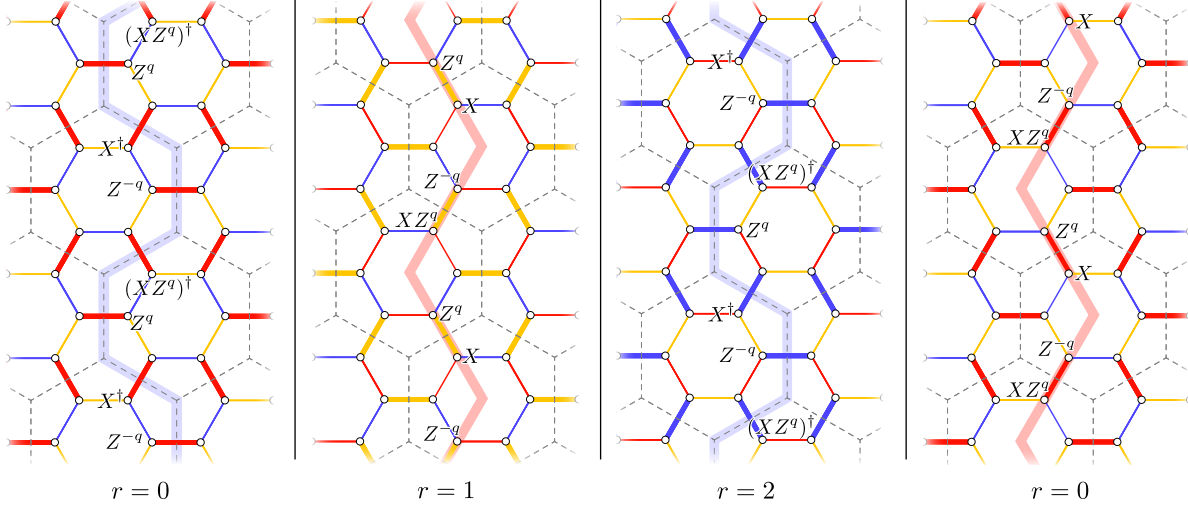 (XZ^q)^†
Z^q
X^†
Z^{-q}
(XZ^q)^†
Z^q
X^†
Z^{-q}
r = 0
Z^q
X
Z^{-q}
XZ^q
Z^q
X
Z^{-q}
r = 1
X^†
Z^{-q}
(XZ^q)^†
Z^q
X^†
Z^{-q}
(XZ^q)^†
r = 2
X
Z^{-q}
XZ^q
Z^q
X
Z^{-q}
XZ^q
r = 0